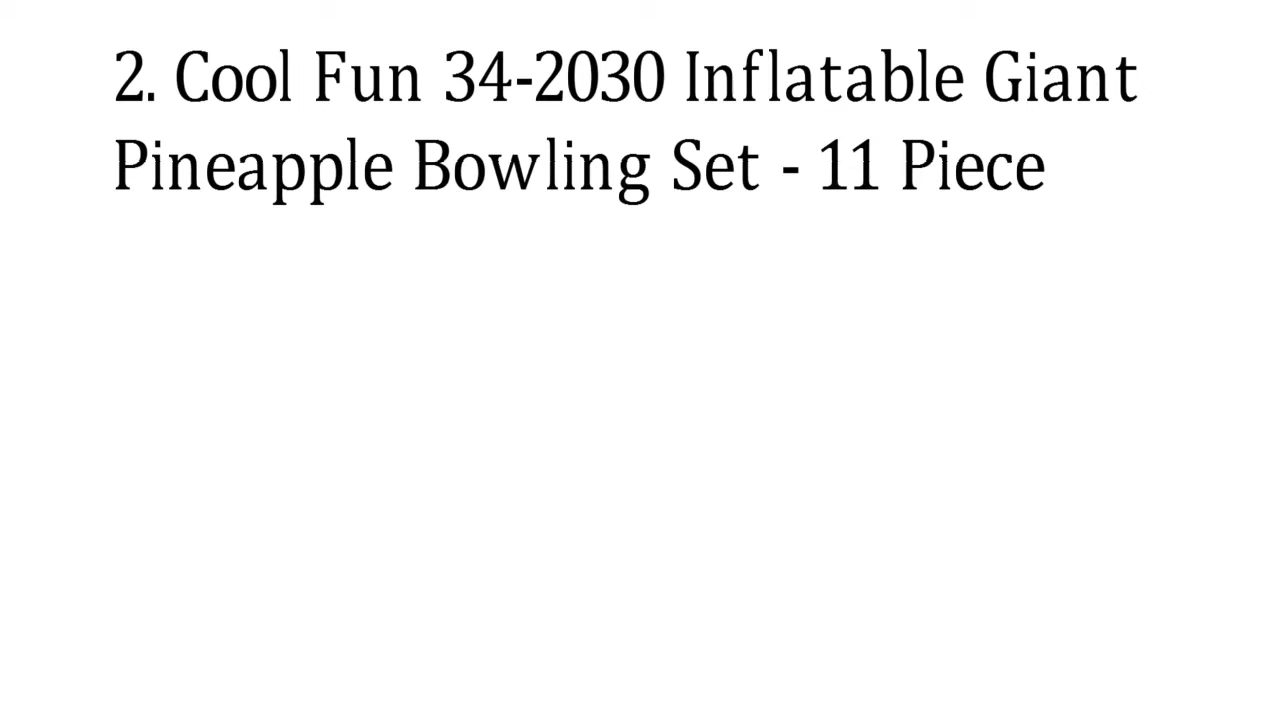 2. Cool Fun 34-2030 Inflatable Giant
Pineapple Bowling Set - 11 Piece